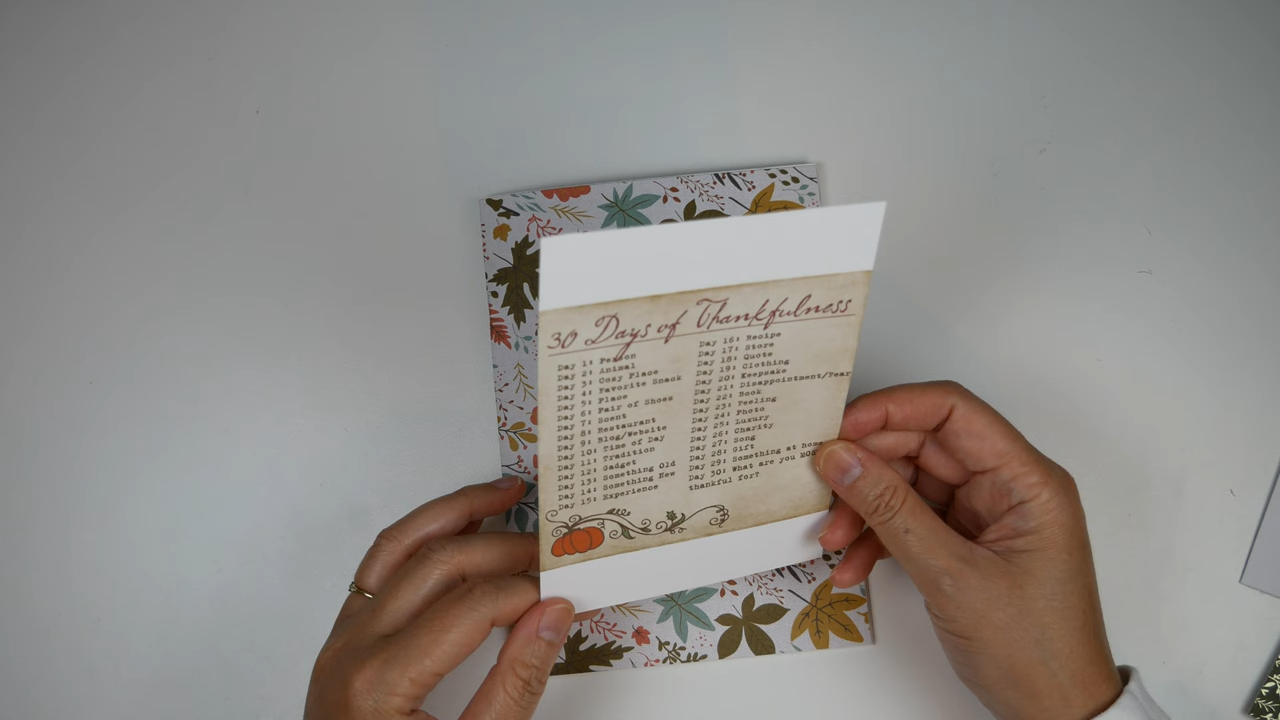 30 Days of Thankfulness
Day 1: Person
Day 2: Animal
Day 3: Cosy Place
Day 4: Favorite Snack
Day 5: Place
Day 6: Pair of Shoes
Day 7: Scent
Day 8: Restaurant
Day 9: Blog/Website
Day 10: Time of Day
Day 11: Tradition
Day 12: Gadget
Day 13: Something Old
Day 14: Something New
Day 15: Experience
Day 16: Recipe
Day 17: Store
Day 18: Quote
Day 19: Clothing
Day 20: Keepsake
Day 21: Disappointment/Fear
Day 22: Book
Day 23: Feeling
Day 24: Photo
Day 25: Luxury
Day 26: Charity
Day 27: Song
Day 28: Gift
Day 29: Something at home
Day 30: What are you MOST
thankful for?